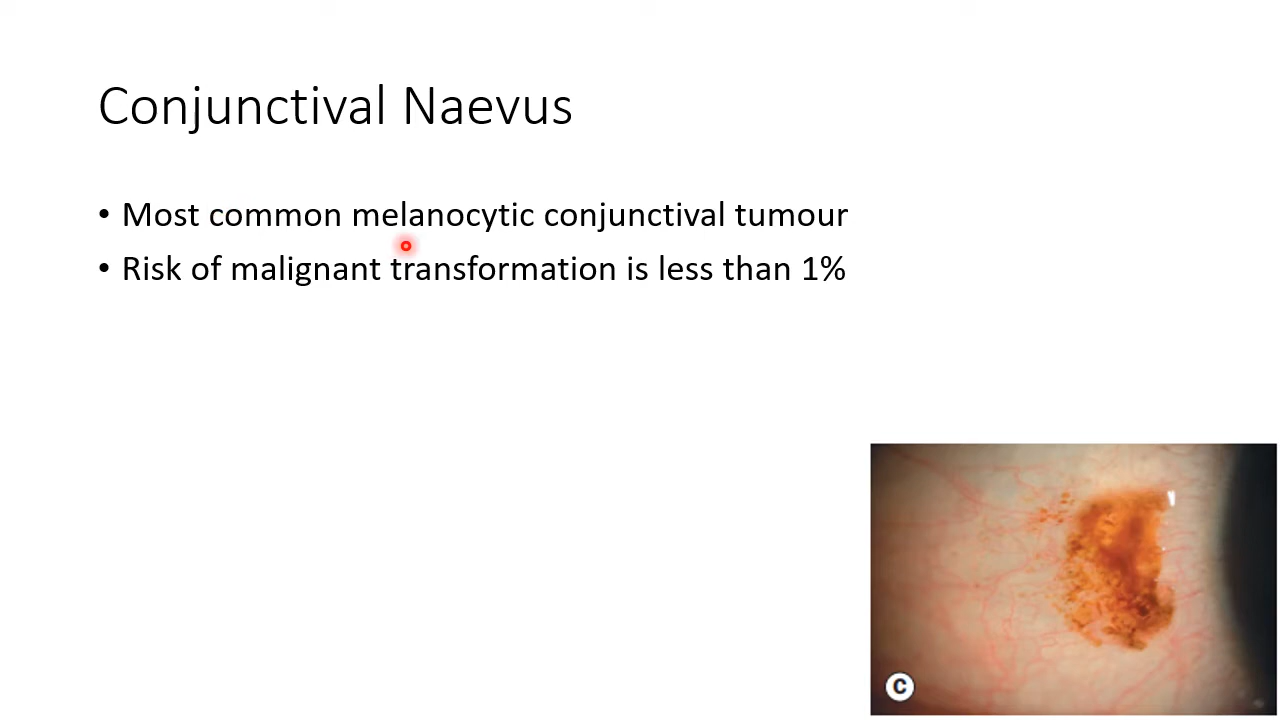 Conjunctival Naevus
• Most common melanocytic conjunctival tumour
• Risk of malignant transformation is less than 1%
C